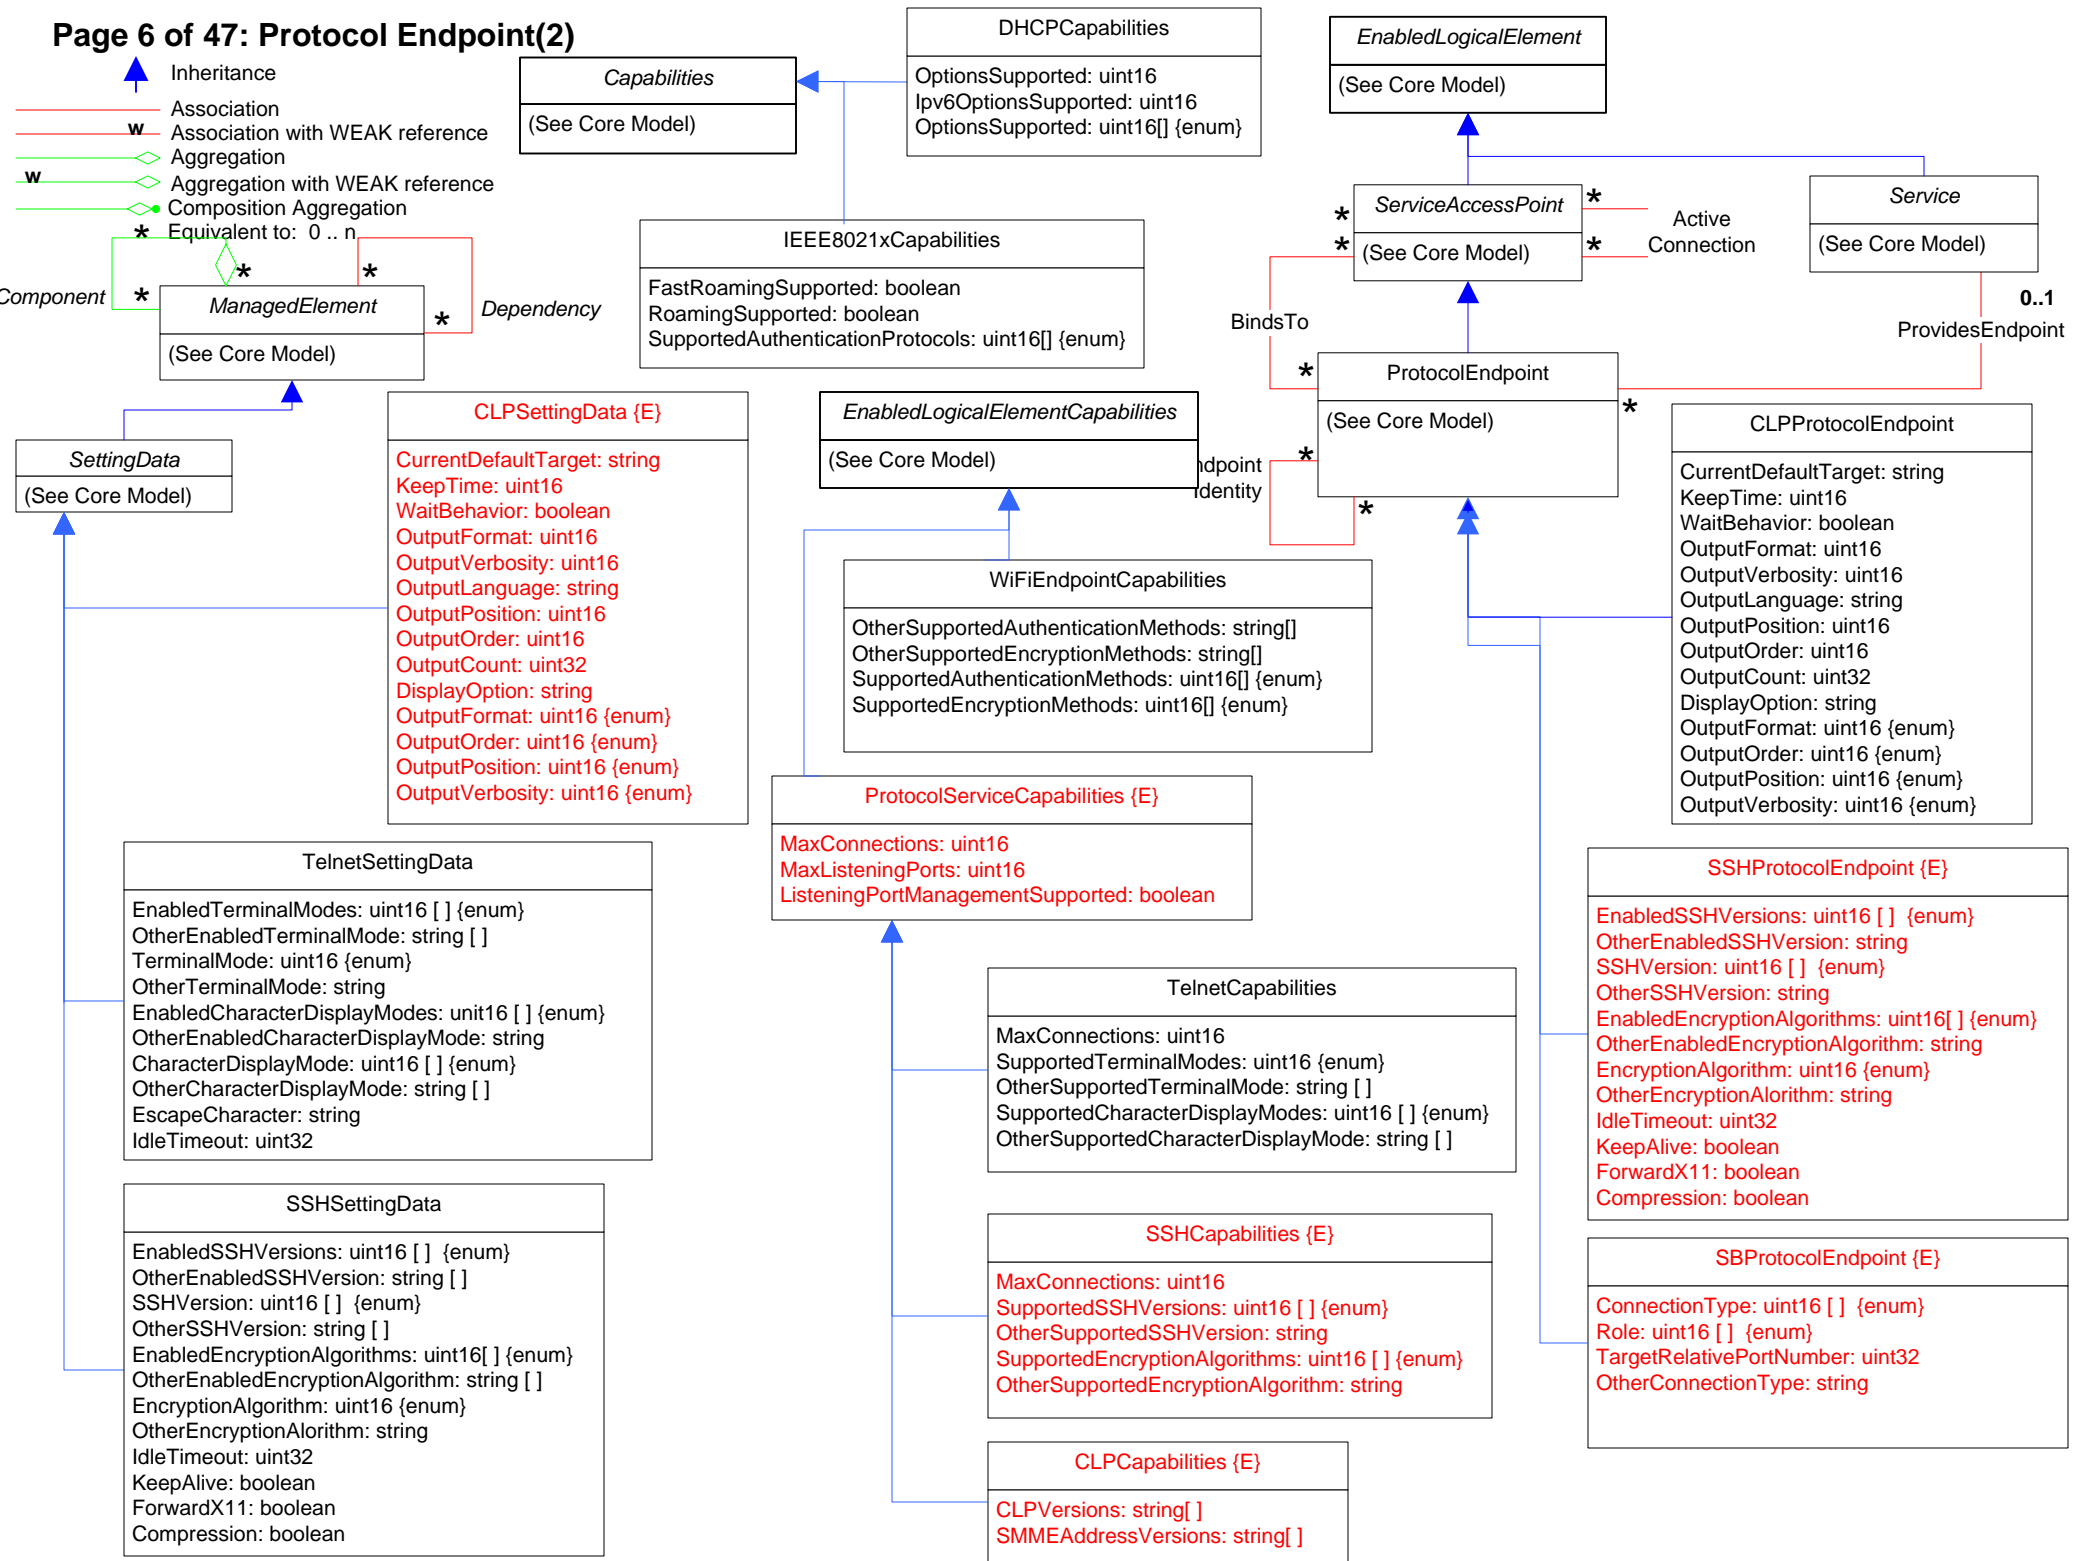 Page 6 of 47: Protocol Endpoint(2)
Inheritance
Association
w
Association with WEAK reference
Aggregation
w
Aggregation with WEAK reference
Composition Aggregation
* Equivalent to: 0 .. n
Component
*
*
*
*
Dependency
ManagedElement
(See Core Model)
SettingData
(See Core Model)
Capabilities
(See Core Model)
DHCPCapabilities
OptionsSupported: uint16
Ipv6OptionsSupported: uint16
OptionsSupported: uint16[] {enum}
IEEE8021xCapabilities
FastRoamingSupported: boolean
RoamingSupported: boolean
SupportedAuthenticationProtocols: uint16[] {enum}
EnabledLogicalElement
(See Core Model)
ServiceAccessPoint
(See Core Model)
*
*
*
*
Active
Connection
Service
(See Core Model)
0..1
ProvidesEndpoint
BindsTo
*
ProtocolEndpoint
(See Core Model)
*
*
*
ndpoint
Identity
CLPSettingData {E}
CurrentDefaultTarget: string
KeepTime: uint16
WaitBehavior: boolean
OutputFormat: uint16
OutputVerbosity: uint16
OutputLanguage: string
OutputPosition: uint16
OutputOrder: uint16
OutputCount: uint32
DisplayOption: string
OutputFormat: uint16 {enum}
OutputOrder: uint16 {enum}
OutputPosition: uint16 {enum}
OutputVerbosity: uint16 {enum}
EnabledLogicalElementCapabilities
(See Core Model)
WiFiEndpointCapabilities
OtherSupportedAuthenticationMethods: string[]
OtherSupportedEncryptionMethods: string[]
SupportedAuthenticationMethods: uint16[] {enum}
SupportedEncryptionMethods: uint16[] {enum}
CLPProtocolEndpoint
CurrentDefaultTarget: string
KeepTime: uint16
WaitBehavior: boolean
OutputFormat: uint16
OutputVerbosity: uint16
OutputLanguage: string
OutputPosition: uint16
OutputOrder: uint16
OutputCount: uint32
DisplayOption: string
OutputFormat: uint16 {enum}
OutputOrder: uint16 {enum}
OutputPosition: uint16 {enum}
OutputVerbosity: uint16 {enum}
ProtocolServiceCapabilities {E}
MaxConnections: uint16
MaxListeningPorts: uint16
ListeningPortManagementSupported: boolean
TelnetSettingData
EnabledTerminalModes: uint16 [ ] {enum}
OtherEnabledTerminalMode: string [ ]
TerminalMode: uint16 {enum}
OtherTerminalMode: string
EnabledCharacterDisplayModes: unit16 [ ] {enum}
OtherEnabledCharacterDisplayMode: string
CharacterDisplayMode: uint16 [ ] {enum}
OtherCharacterDisplayMode: string [ ]
EscapeCharacter: string
IdleTimeout: uint32
SSHSettingData
EnabledSSHVersions: uint16 [ ] {enum}
OtherEnabledSSHVersion: string [ ]
SSHVersion: uint16 [ ] {enum}
OtherSSHVersion: string [ ]
EnabledEncryptionAlgorithms: uint16[ ] {enum}
OtherEnabledEncryptionAlgorithm: string [ ]
EncryptionAlgorithm: uint16 {enum}
OtherEncryptionAlorithm: string
IdleTimeout: uint32
KeepAlive: boolean
ForwardX11: boolean
Compression: boolean
TelnetCapabilities
MaxConnections: uint16
SupportedTerminalModes: uint16 {enum}
OtherSupportedTerminalMode: string [ ]
SupportedCharacterDisplayModes: uint16 [ ] {enum}
OtherSupportedCharacterDisplayMode: string [ ]
SSHCapabilities {E}
MaxConnections: uint16
SupportedSSHVersions: uint16 [ ] {enum}
OtherSupportedSSHVersion: string
SupportedEncryptionAlgorithms: uint16 [ ] {enum}
OtherSupportedEncryptionAlgorithm: string
CLPCapabilities {E}
CLPVersions: string[ ]
SMMEAddressVersions: string[ ]
SSHProtocolEndpoint {E}
EnabledSSHVersions: uint16 [ ] {enum}
OtherEnabledSSHVersion: string
SSHVersion: uint16 [ ] {enum}
OtherSSHVersion: string
EnabledEncryptionAlgorithms: uint16[ ] {enum}
OtherEnabledEncryptionAlgorithm: string
EncryptionAlgorithm: uint16 {enum}
OtherEncryptionAlorithm: string
IdleTimeout: uint32
KeepAlive: boolean
ForwardX11: boolean
Compression: boolean
SBProtocolEndpoint {E}
ConnectionType: uint16 [ ] {enum}
Role: uint16 [ ] {enum}
TargetRelativePortNumber: uint32
OtherConnectionType: string